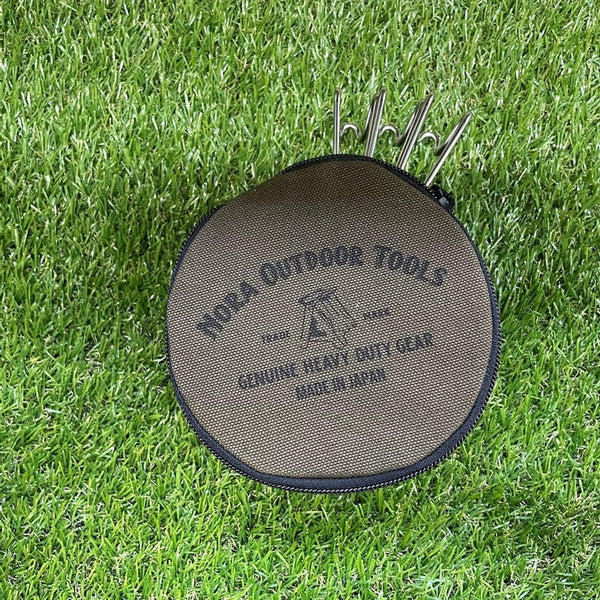 NORA OUTDOOR TOOLS
TRADE MARK
GENUINE HEAVY DUTY GEAR
MADE IN JAPAN